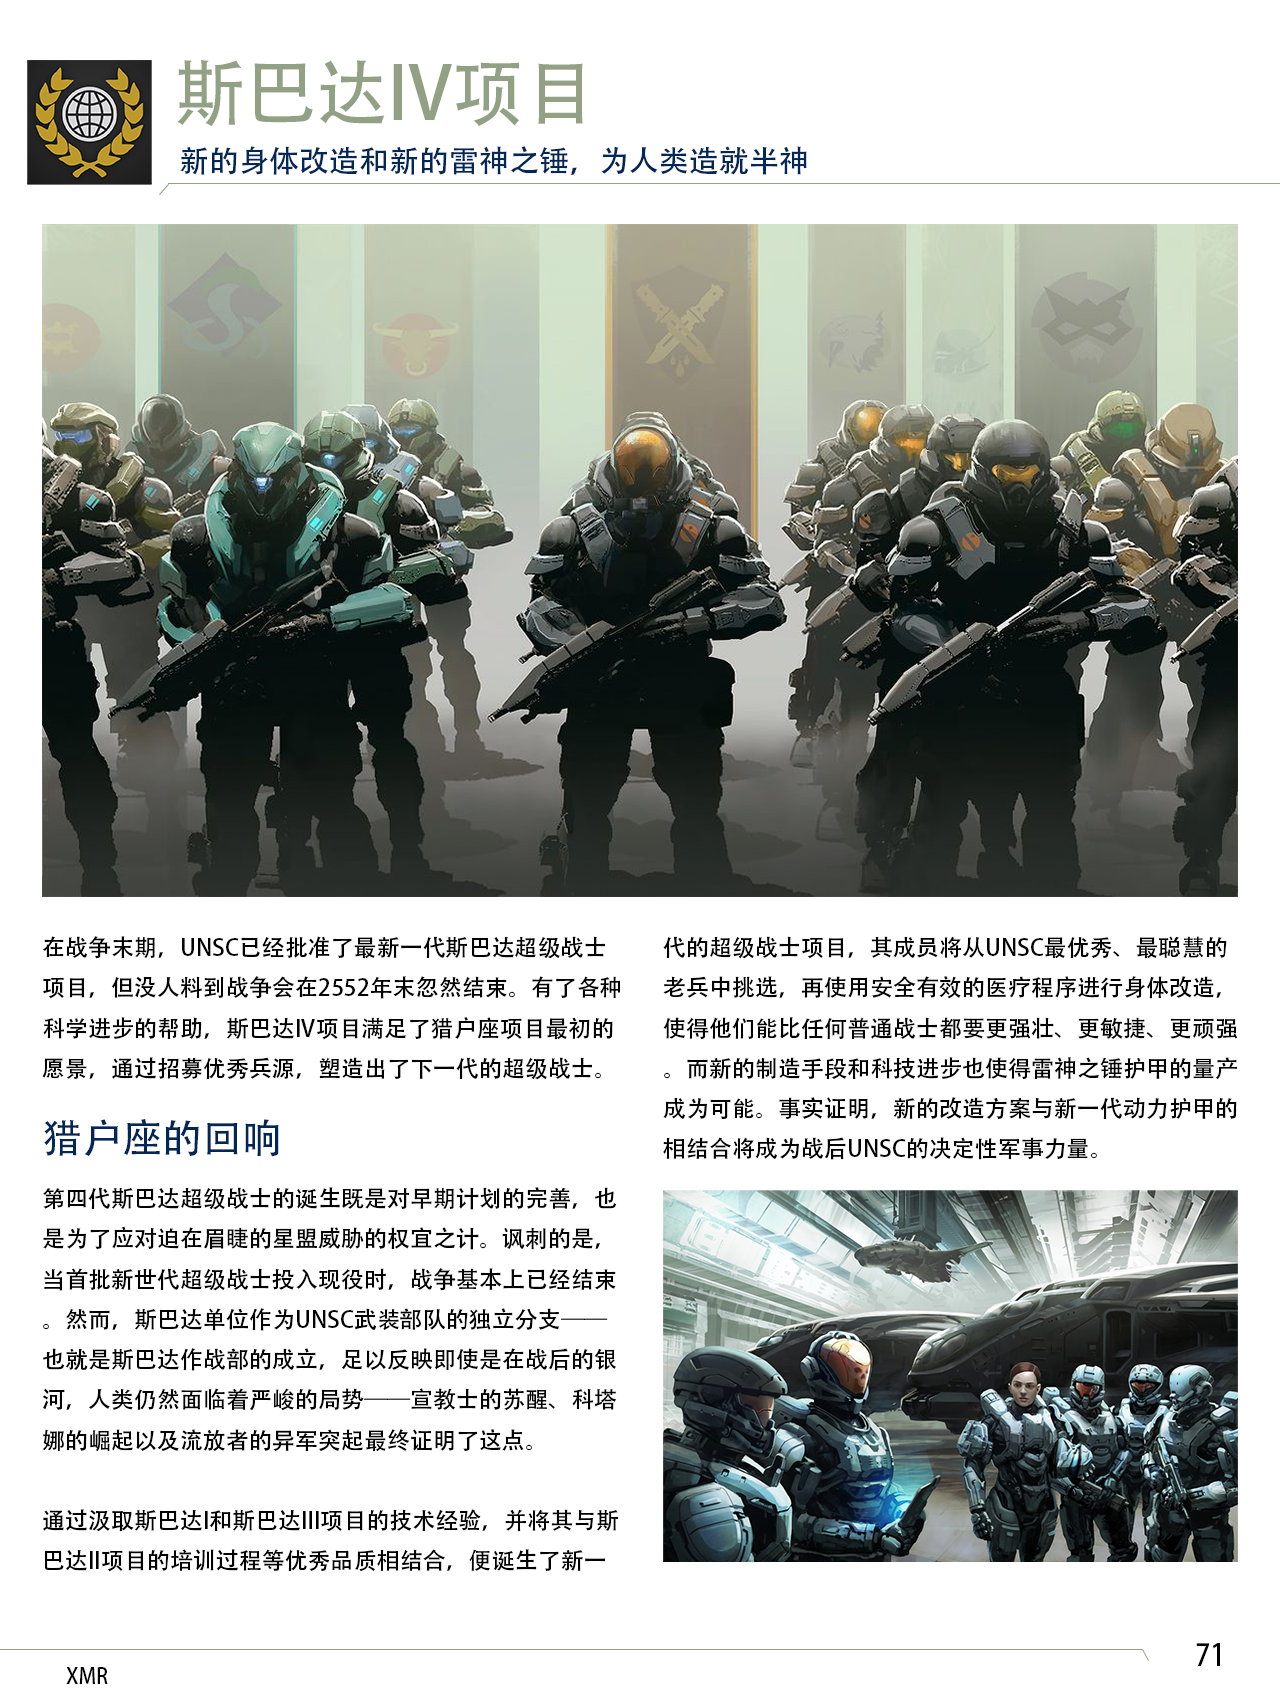 斯巴达IV项目
新的身体改造和新的雷神之锤，为人类造就半神
在战争末期，UNSC已经批准了最新一代斯巴达超级战士
项目，但没人料到战争会在2552年末忽然结束。有了各种
科学进步的帮助，斯巴达IV项目满足了猎户座项目最初的
愿景，通过招募优秀兵源，塑造出了下一代的超级战士。
猎户座的回响
第四代斯巴达超级战士的诞生既是对早期计划的完善，也
是为了应对迫在眉睫的星盟威胁的权宜之计。讽刺的是，
当首批新世代超级战士投入现役时，战争基本上已经结束
。然而，斯巴达单位作为UNSC武装部队的独立分支——
也就是斯巴达作战部的成立，足以反映即使是在战后的银
河，人类仍然面临着严峻的局势——宣教士的苏醒、科塔
娜的崛起以及流放者的异军突起最终证明了这点。
通过汲取斯巴达I和斯巴达III项目的技术经验，并将其与斯
巴达II项目的培训过程等优秀品质相结合，便诞生了新一
代的超级战士项目，其成员将从UNSC最优秀、最聪慧的
老兵中挑选，再使用安全有效的医疗程序进行身体改造，
使得他们能比任何普通战士都要更强壮、更敏捷、更顽强
。而新的制造手段和科技进步也使得雷神之锤护甲的量产
成为可能。事实证明，新的改造方案与新一代动力护甲的
相结合将成为战后UNSC的决定性军事力量。
71
XMR